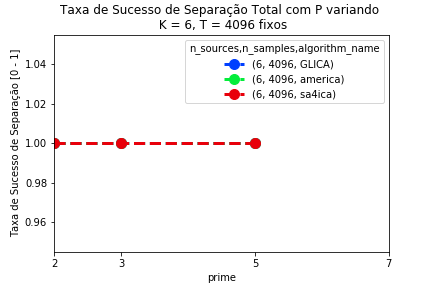 Taxa de Sucesso de Separação Total com P variando
K = 6, T = 4096 fixos
Taxa de Sucesso de Separação [0 - 1]
n_sources,n_samples,algorithm_name
(6, 4096, GLICA)
(6, 4096, america)
(6, 4096, sa4ica)
1.04
1.02
1.00
0.98
0.96
2
3
5
7
prime